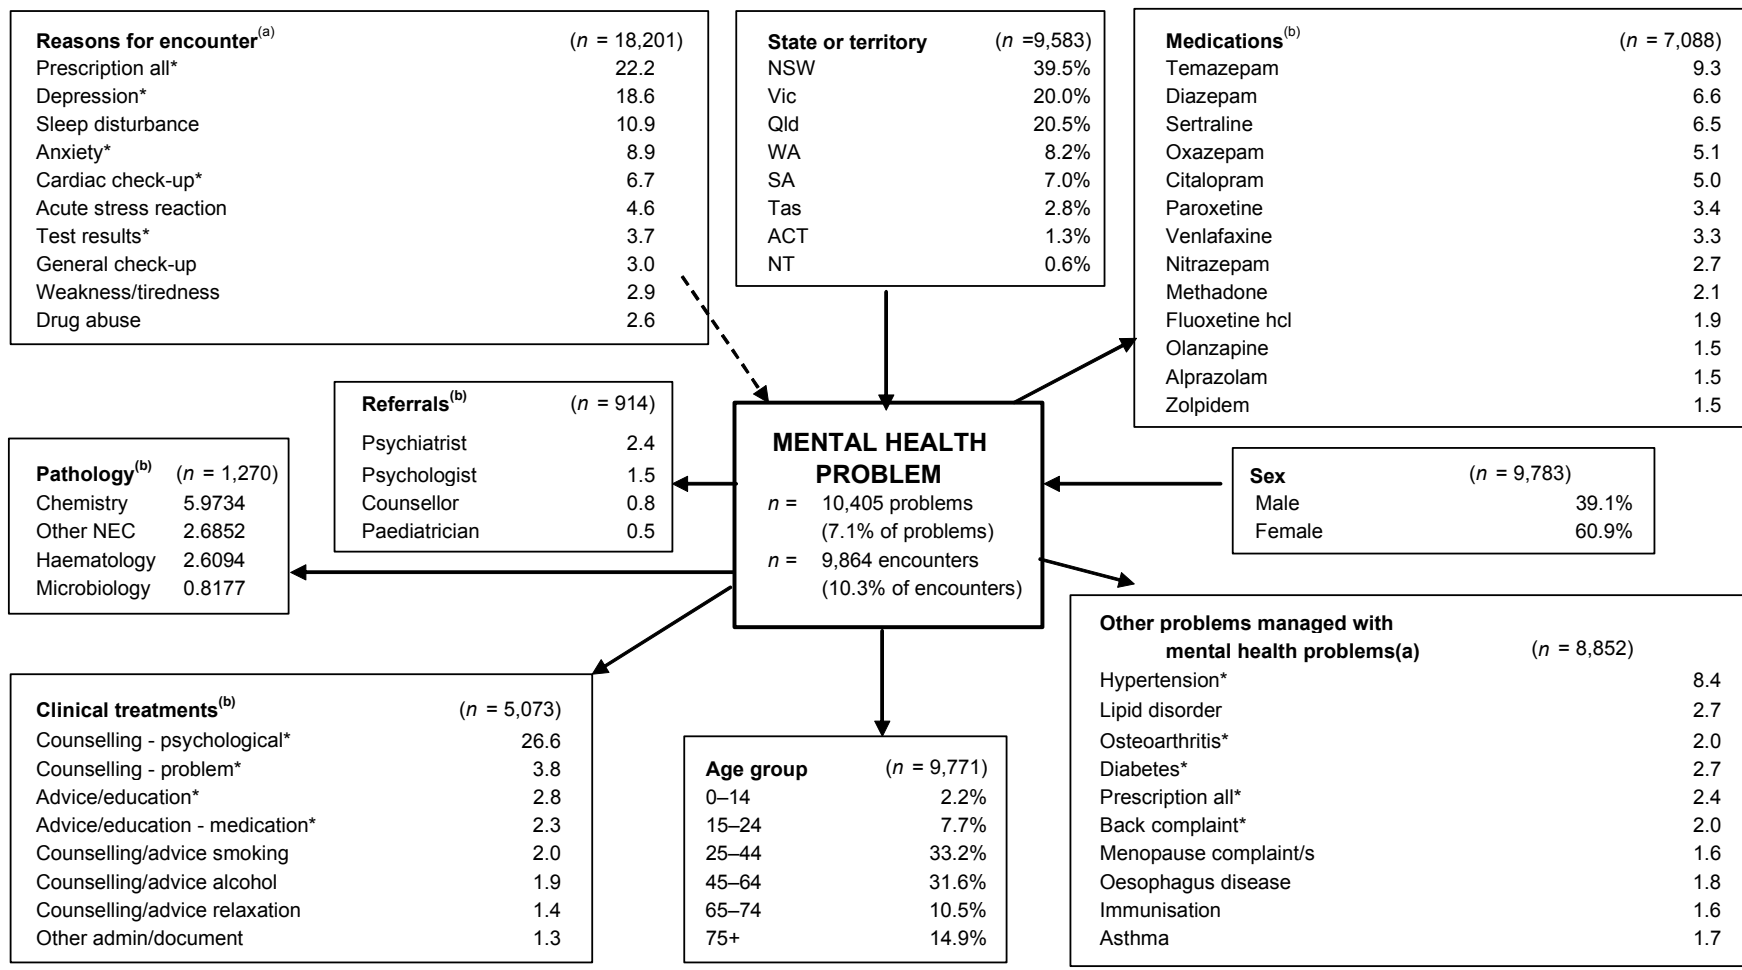 Reasons for encounter(a) (n = 18,201)
Prescription all* 22.2
Depression* 18.6
Sleep disturbance 10.9
Anxiety* 8.9
Cardiac check-up* 6.7
Acute stress reaction 4.6
Test results* 3.7
General check-up 3.0
Weakness/tiredness 2.9
Drug abuse 2.6
State or territory (n =9,583)
NSW 39.5%
Vic 20.0%
Qld 20.5%
WA 8.2%
SA 7.0%
Tas 2.8%
ACT 1.3%
NT 0.6%
Medications(b) (n = 7,088)
Temazepam 9.3
Diazepam 6.6
Sertraline 6.5
Oxazepam 5.1
Citalopram 5.0
Paroxetine 3.4
Venlafaxine 3.3
Nitrazepam 2.7
Methadone 2.1
Fluoxetine hcl 1.9
Olanzapine 1.5
Alprazolam 1.5
Zolpidem 1.5
Referrals(b) (n = 914)
Psychiatrist 2.4
Psychologist 1.5
Counsellor 0.8
Paediatrician 0.5
MENTAL HEALTH
PROBLEM
n = 10,405 problems
(7.1% of problems)
n = 9,864 encounters
(10.3% of encounters)
Pathology(b) (n = 1,270)
Chemistry 5.9734
Other NEC 2.6852
Haematology 2.6094
Microbiology 0.8177
Sex (n = 9,783)
Male 39.1%
Female 60.9%
Clinical treatments(b) (n = 5,073)
Counselling - psychological* 26.6
Counselling - problem* 3.8
Advice/education* 2.8
Advice/education - medication* 2.3
Counselling/advice smoking 2.0
Counselling/advice alcohol 1.9
Counselling/advice relaxation 1.4
Other admin/document 1.3
Age group (n = 9,771)
0–14 2.2%
15–24 7.7%
25–44 33.2%
45–64 31.6%
65–74 10.5%
75+ 14.9%
Other problems managed with
mental health problems(a) (n = 8,852)
Hypertension* 8.4
Lipid disorder 2.7
Osteoarthritis* 2.0
Diabetes* 2.7
Prescription all* 2.4
Back complaint* 2.0
Menopause complaint/s 1.6
Oesophagus disease 1.8
Immunisation 1.6
Asthma 1.7